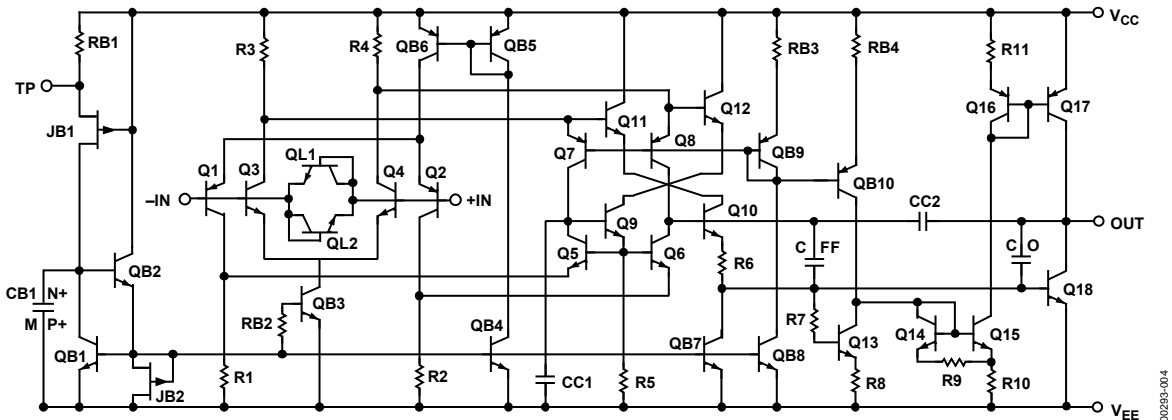 VCC
RB1
R3
R4
QB6
QB5
RB3
RB4
R11
TP
JB1
Q11
Q12
Q16
Q17
Q7
Q8
QB9
QB10
Q1
Q3
QL1
Q4
Q2
–IN
+IN
QL2
Q9
Q10
CC2
OUT
Q5
Q6
R6
C FF
C O
QB2
CB1 N+
M P+
QB3
RB2
R7
Q18
QB4
QB7
QB8
Q13
Q14
Q15
QB1
JB2
R1
R2
CC1
R5
R8
R9
R10
VEE
00293-004